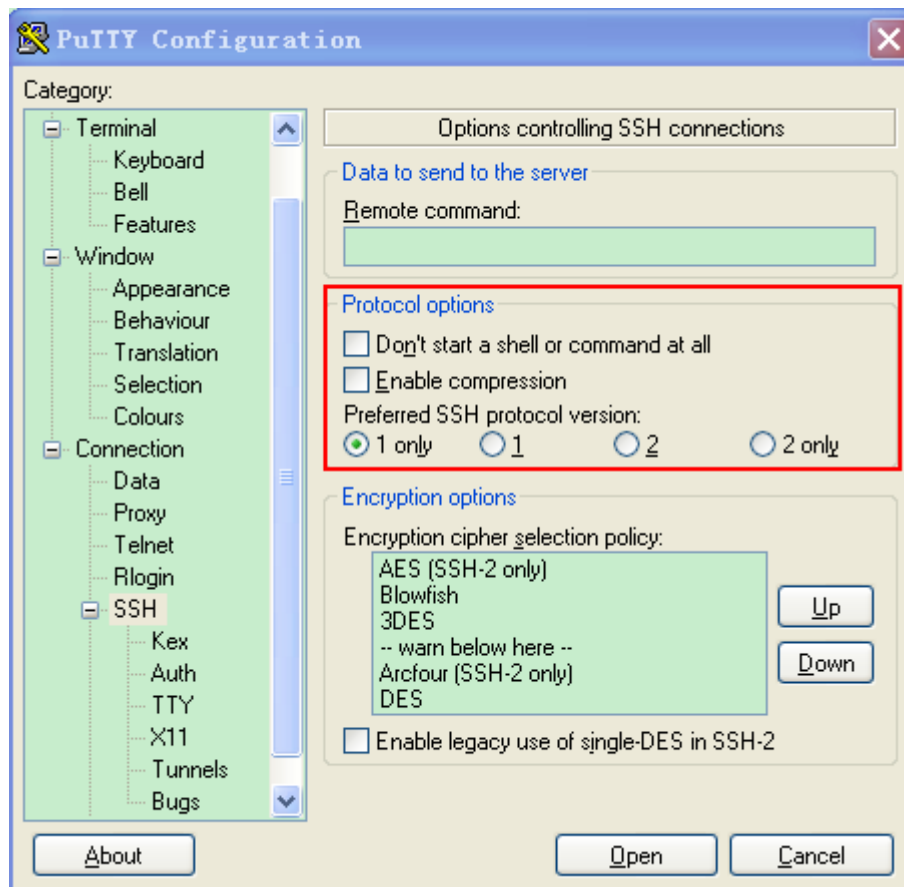 PuTTY Configuration
Category:
Terminal
Keyboard
Bell
Features
Window
Appearance
Behaviour
Translation
Selection
Colours
Connection
Data
Proxy
Telnet
Rlogin
SSH
Kex
Auth
TTY
X11
Tunnels
Bugs
Options controlling SSH connections
Data to send to the server
Remote command:
Protocol options
Don't start a shell or command at all
Enable compression
Preferred SSH protocol version:
1 only 1 2 2 only
Encryption options
Encryption cipher selection policy:
AES (SSH-2 only)
Blowfish
3DES
-- warn below here --
Arcfour (SSH-2 only)
DES
Up
Down
Enable legacy use of single-DES in SSH-2
About Open Cancel